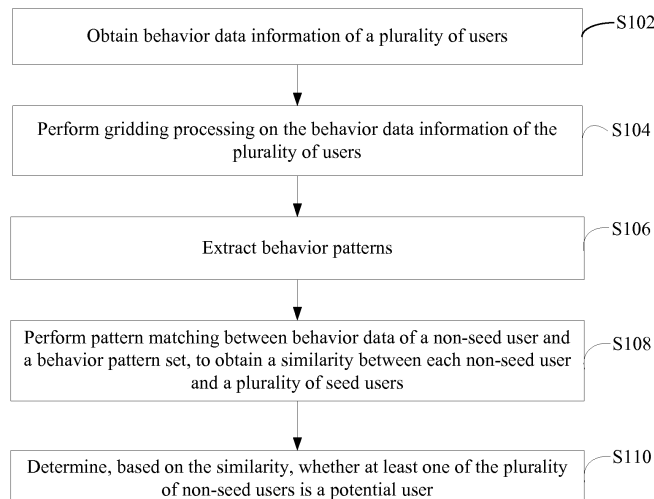 Obtain behavior data information of a plurality of users
S102
Perform gridding processing on the behavior data information of the
plurality of users
S104
Extract behavior patterns
S106
Perform pattern matching between behavior data of a non-seed user and
a behavior pattern set, to obtain a similarity between each non-seed user
and a plurality of seed users
S108
Determine, based on the similarity, whether at least one of the plurality
of non-seed users is a potential user
S110